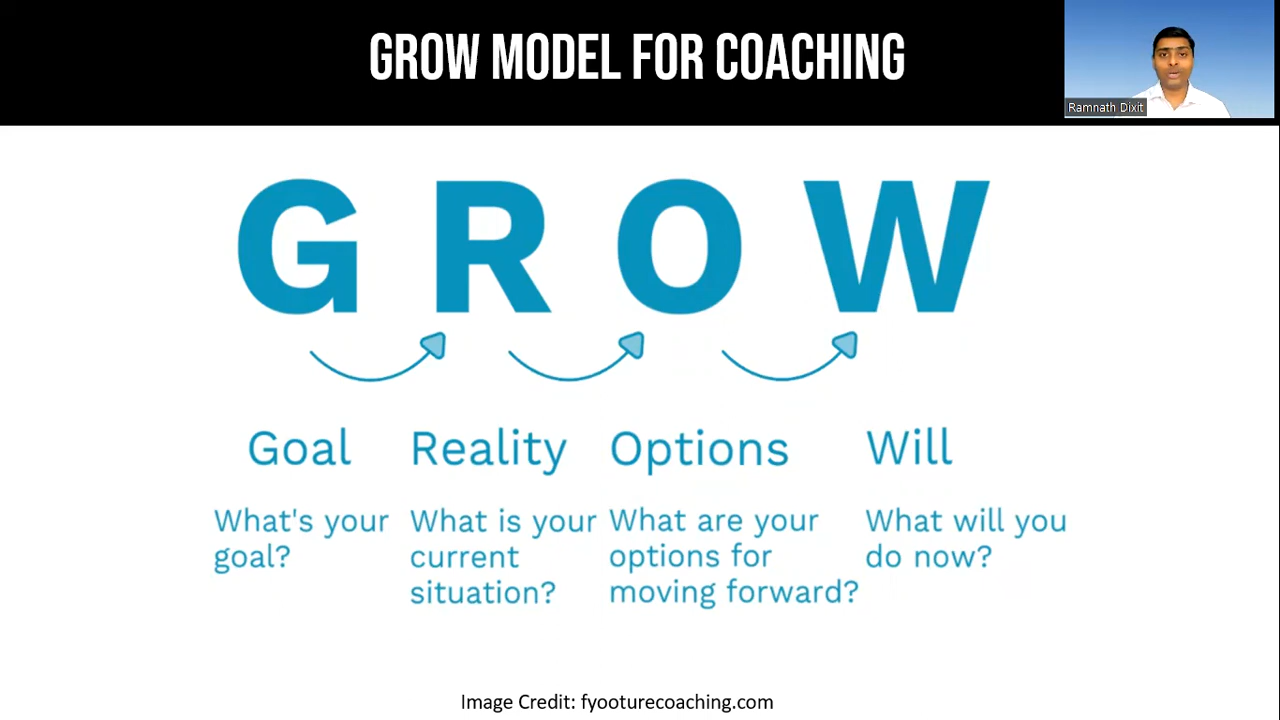 GROW MODEL FOR COACHING
Ramnath Dixit
G R O W
Goal
What's your
goal?
Reality
What is your
current
situation?
Options
What are your
options for
moving forward?
Will
What will you
do now?
Image Credit: fyooturecoaching.com